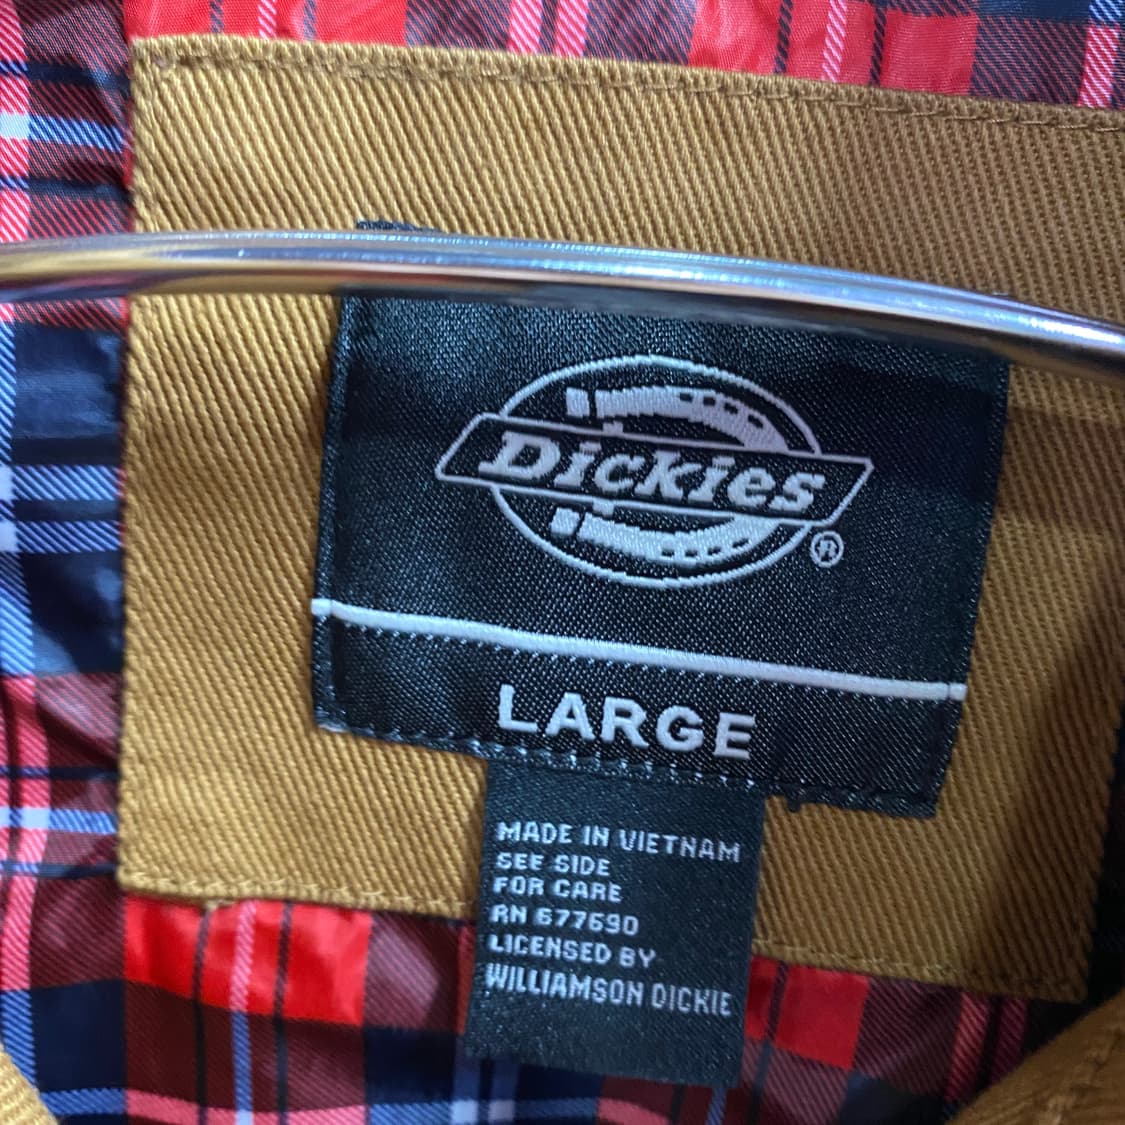 Dickies®
LARGE
MADE IN VIETNAM
SEE SIDE
FOR CARE
RN 677690
LICENSED BY
WILLIAMSON DICKIE